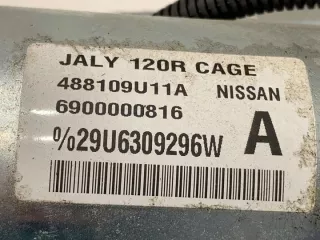 JALY 120R CAGE
488109U11A NISSAN
6900000816
%29U6309296W A